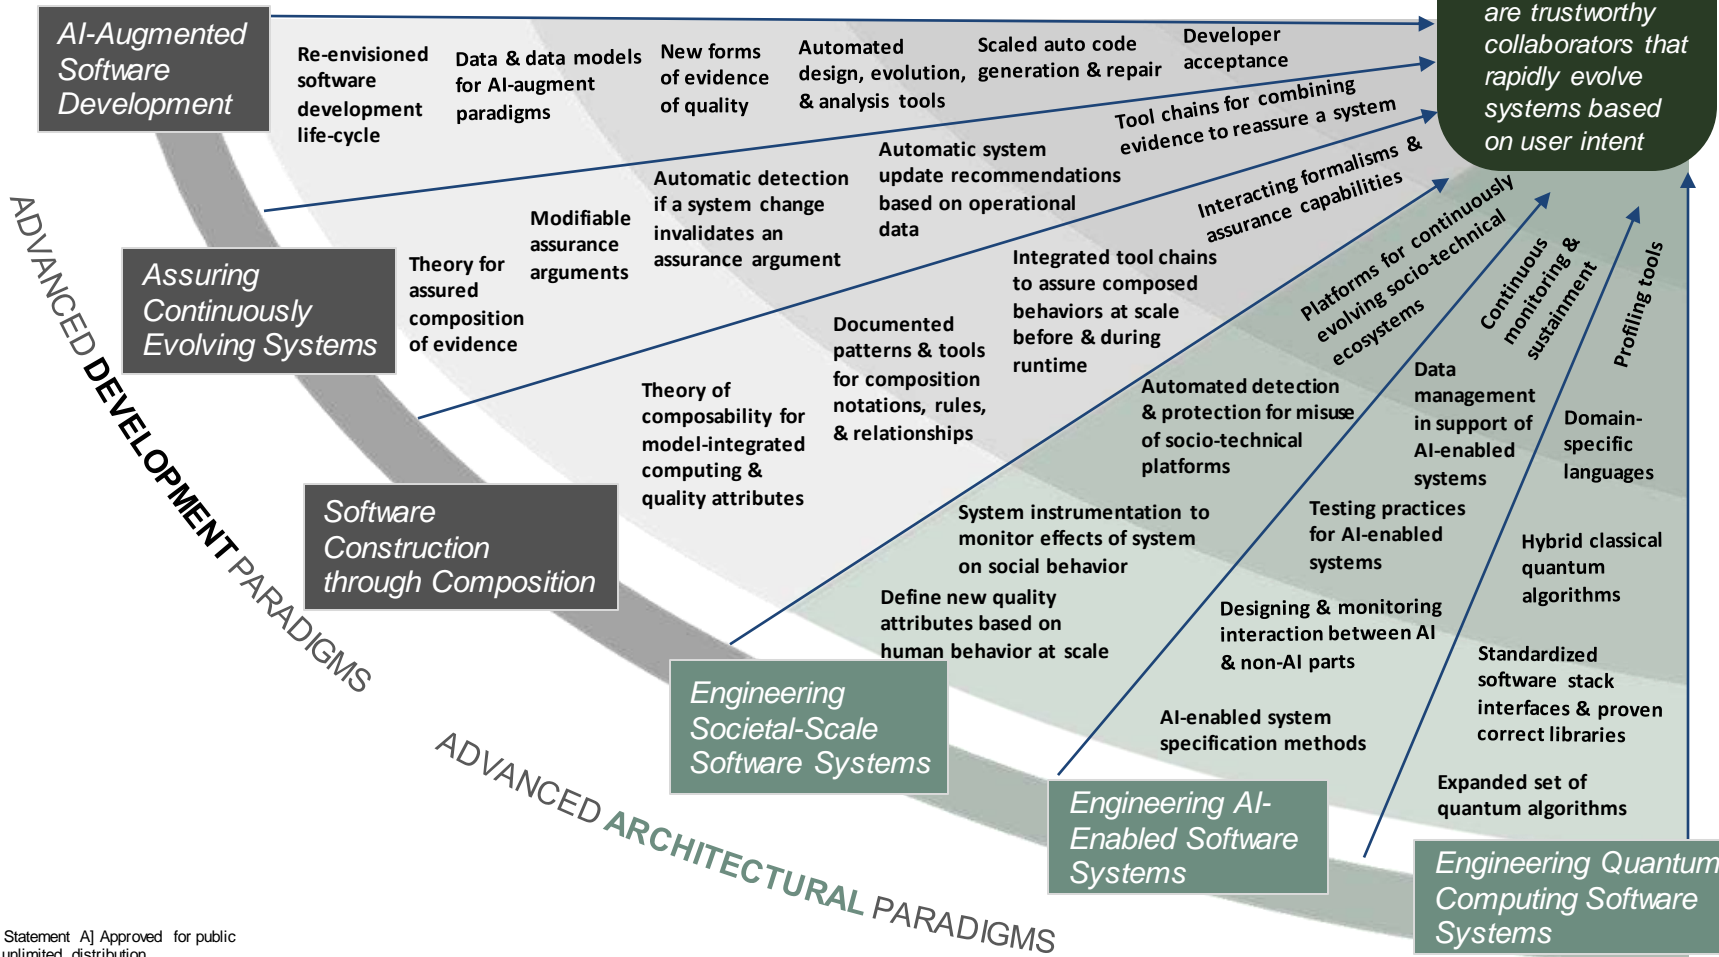 are trustworthy
collaborators that
rapidly evolve
systems based
on user intent
AI-Augmented
Software
Development
Re-envisioned
software
development
life-cycle
Data & data models
for AI-augment
paradigms
New forms
of evidence
of quality
Automated
design, evolution,
& analysis tools
Scaled auto code
generation & repair
Developer
acceptance
Assuring
Continuously
Evolving Systems
Theory for
assured
composition
of evidence
Modifiable
assurance
arguments
Automatic detection
if a system change
invalidates an
assurance argument
Automatic system
update recommendations
based on operational
data
Tool chains for combining
evidence to reassure a system
Software
Construction
through Composition
Theory of
composability for
model-integrated
computing &
quality attributes
Documented
patterns & tools
for composition
notations, rules,
& relationships
Integrated tool chains
to assure composed
behaviors at scale
before & during
runtime
Interacting formalisms &
assurance capabilities
ADVANCED DEVELOPMENT PARADIGMS
Engineering
Societal-Scale
Software Systems
Define new quality
attributes based on
human behavior at scale
System instrumentation to
monitor effects of system
on social behavior
Automated detection
& protection for misuse
of socio-technical
platforms
Platforms for continuously
evolving socio-technical
ecosystems
Engineering AI-
Enabled Software
Systems
AI-enabled system
specification methods
Designing & monitoring
interaction between AI
& non-AI parts
Testing practices
for AI-enabled
systems
Data
management
in support of
AI-enabled
systems
Continuous
monitoring &
sustainment
Engineering Quantum
Computing Software
Systems
Expanded set of
quantum algorithms
Standardized
software stack
interfaces & proven
correct libraries
Hybrid classical
quantum
algorithms
Domain-
specific
languages
Profiling tools
ADVANCED ARCHITECTURAL PARADIGMS
Statement A] Approved for public
unlimited distribution